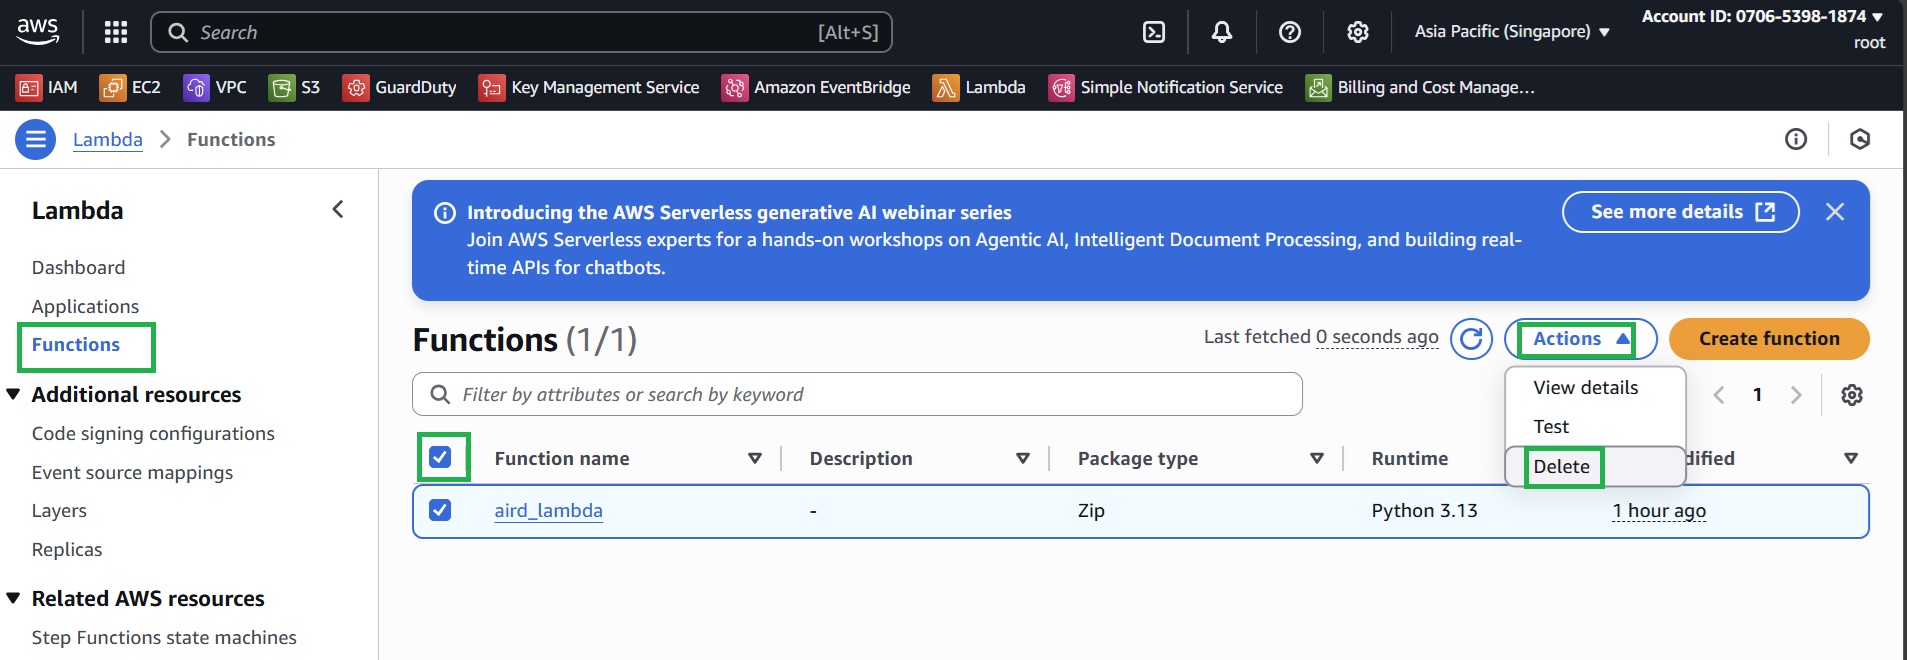 aws
Search [Alt+S]
Asia Pacific (Singapore)
Account ID: 0706-5398-1874
root
IAM EC2 VPC S3 GuardDuty Key Management Service Amazon EventBridge Lambda Simple Notification Service Billing and Cost Manage...
Lambda Functions
Lambda
Dashboard
Applications
Functions
Additional resources
Code signing configurations
Event source mappings
Layers
Replicas
Related AWS resources
Step Functions state machines
Introducing the AWS Serverless generative AI webinar series
Join AWS Serverless experts for a hands-on workshops on Agentic AI, Intelligent Document Processing, and building real-
time APIs for chatbots.
See more details
Functions (1/1)
Last fetched 0 seconds ago
Actions
Create function
View details
Test
Delete
Filter by attributes or search by keyword
1
Function name Description Package type Runtime dified
aird_lambda - Zip Python 3.13 1 hour ago